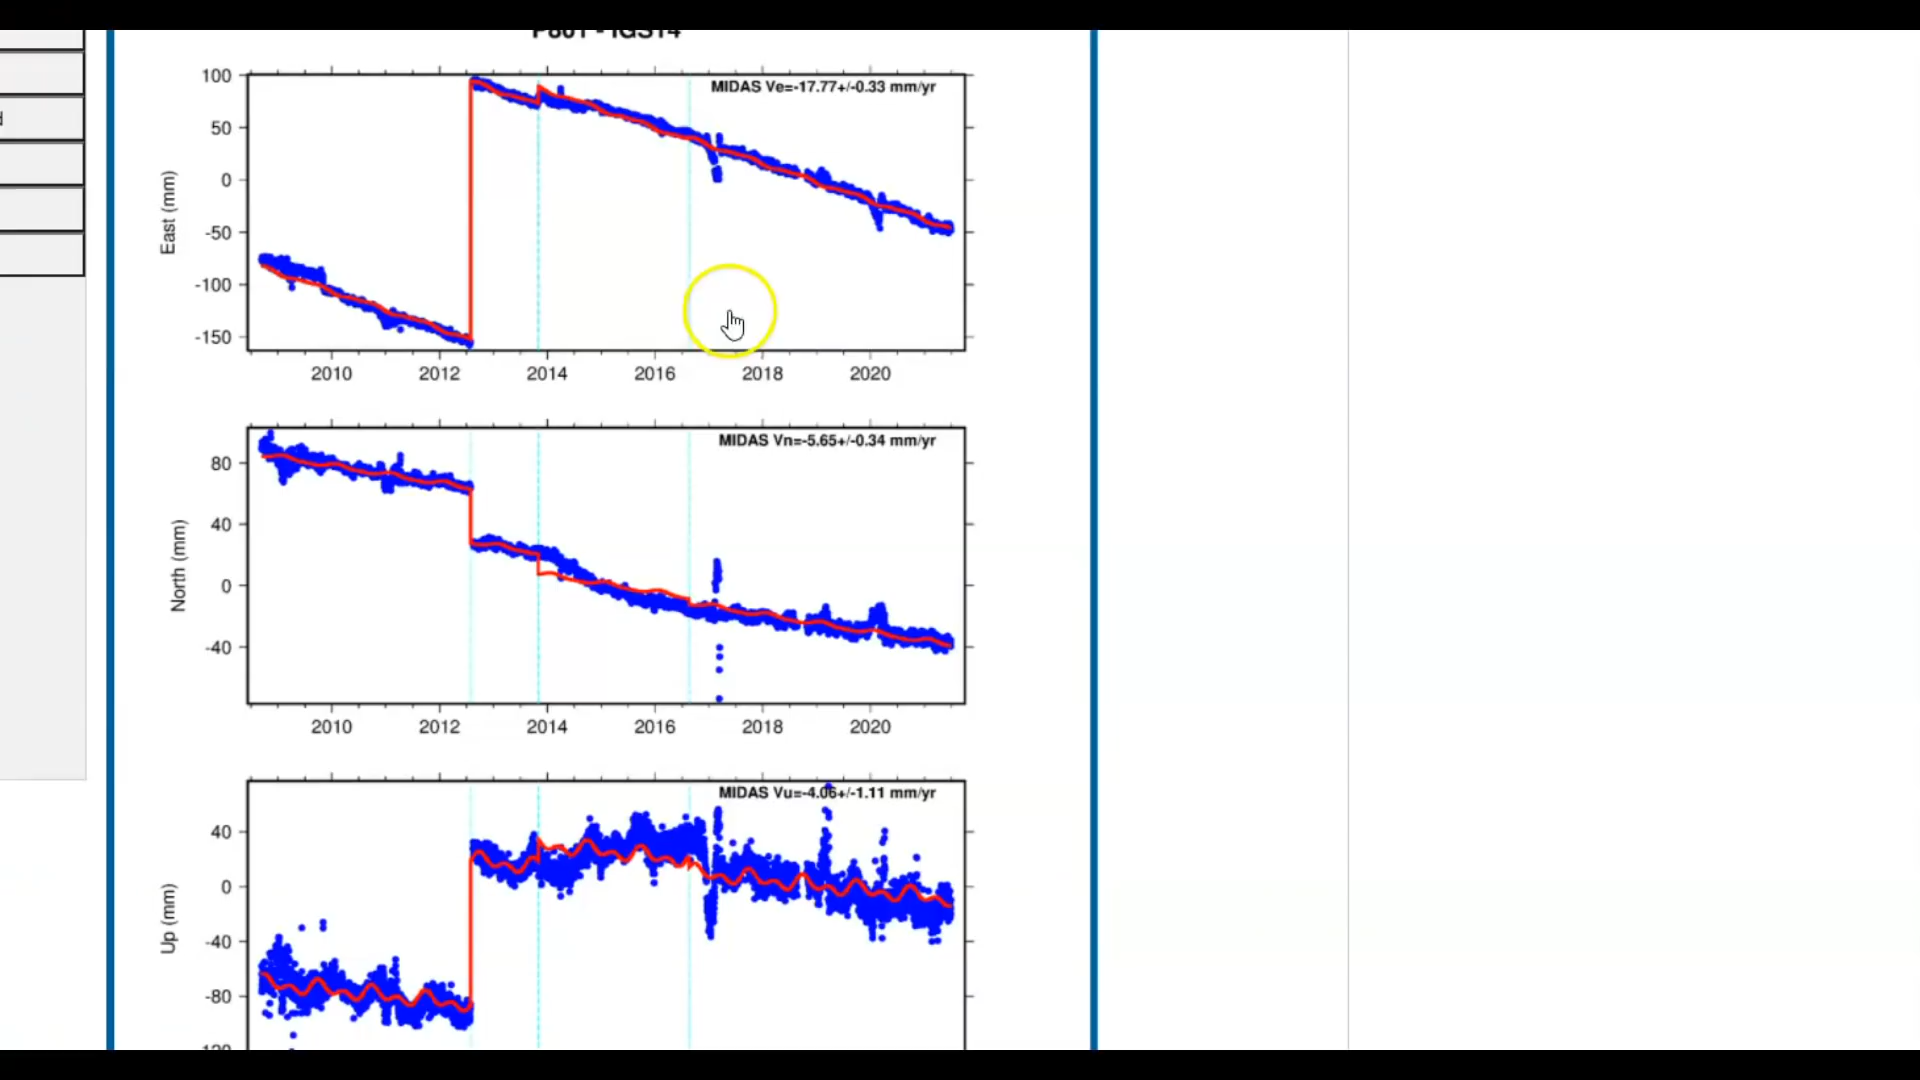 P801 - IGS14
d
100
50
0
-50
-100
-150
East (mm)
MIDAS Ve=-17.77+/-0.33 mm/yr
2010 2012 2014 2016 2018 2020
80
40
0
-40
North (mm)
MIDAS Vn=-5.65+/-0.34 mm/yr
2010 2012 2014 2016 2018 2020
40
0
-40
-80
Up (mm)
MIDAS Vu=-4.06+/-1.11 mm/yr